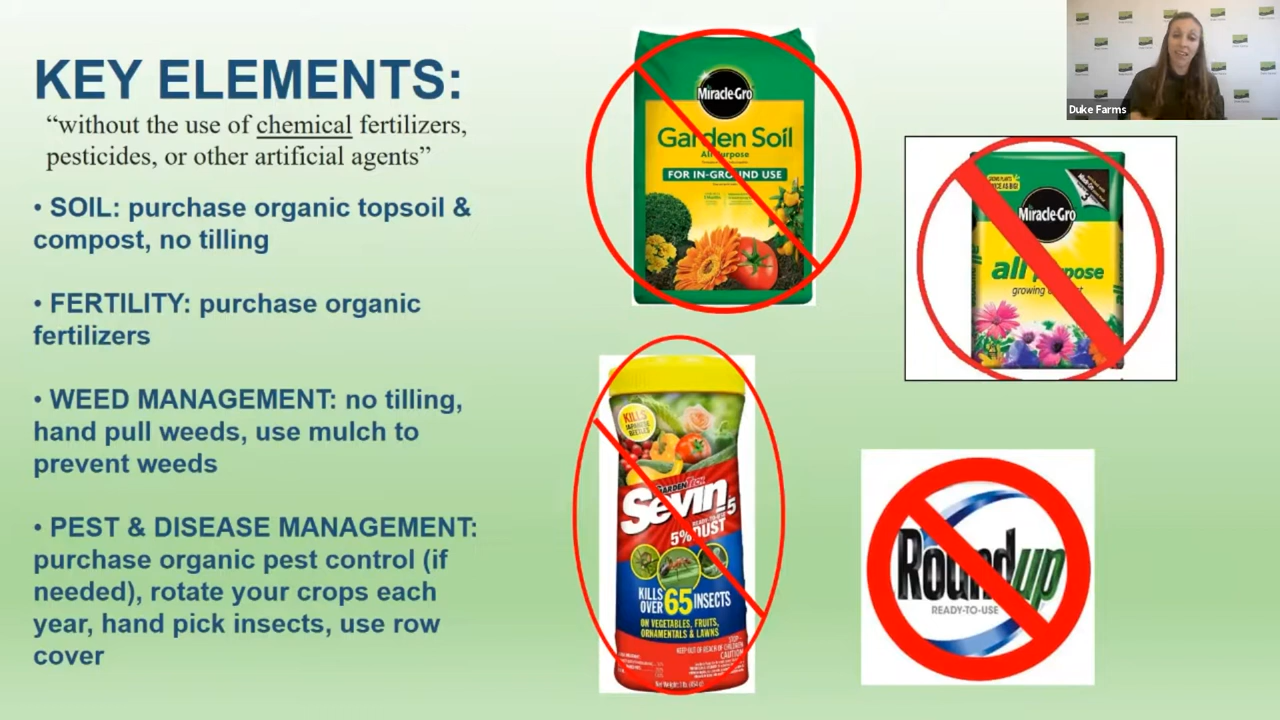 KEY ELEMENTS:
“without the use of chemical fertilizers,
pesticides, or other artificial agents”
• SOIL: purchase organic topsoil &
compost, no tilling
• FERTILITY: purchase organic
fertilizers
• WEED MANAGEMENT: no tilling,
hand pull weeds, use mulch to
prevent weeds
• PEST & DISEASE MANAGEMENT:
purchase organic pest control (if
needed), rotate your crops each
year, hand pick insects, use row
cover
Miracle-Gro
Garden Soil
All Purpose
FOR IN-GROUND USE
Duke Farms
Miracle-Gro
all purpose
growing
KILLS
JAPANESE
BEETLES
GARDENTECH
Sevin 5
READY-TO-USE
5% DUST
KILLS
OVER 65 INSECTS
ON VEGETABLES, FRUITS,
ORNAMENTALS & LAWNS
KEEP OUT OF REACH OF CHILDREN
CAUTION
Roundup
READY-TO-USE